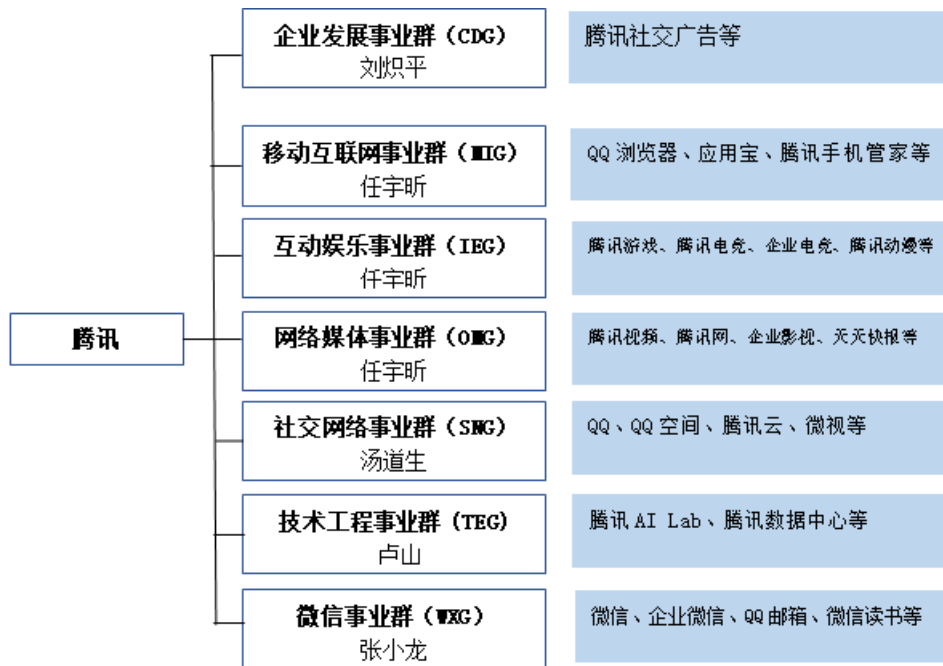 企业发展事业群（CDG）
刘炽平
腾讯社交广告等
移动互联网事业群（MIG）
任宇昕
QQ 浏览器、应用宝、腾讯手机管家等
互动娱乐事业群（IEG）
任宇昕
腾讯游戏、腾讯电竞、企业电竞、腾讯动漫等
腾讯
网络媒体事业群（OMG）
任宇昕
腾讯视频、腾讯网、企业影视、天天快报等
社交网络事业群（SNG）
汤道生
QQ、QQ 空间、腾讯云、微视等
技术工程事业群（TEG）
卢山
腾讯 AI Lab、腾讯数据中心等
微信事业群（WXG）
张小龙
微信、企业微信、QQ 邮箱、微信读书等